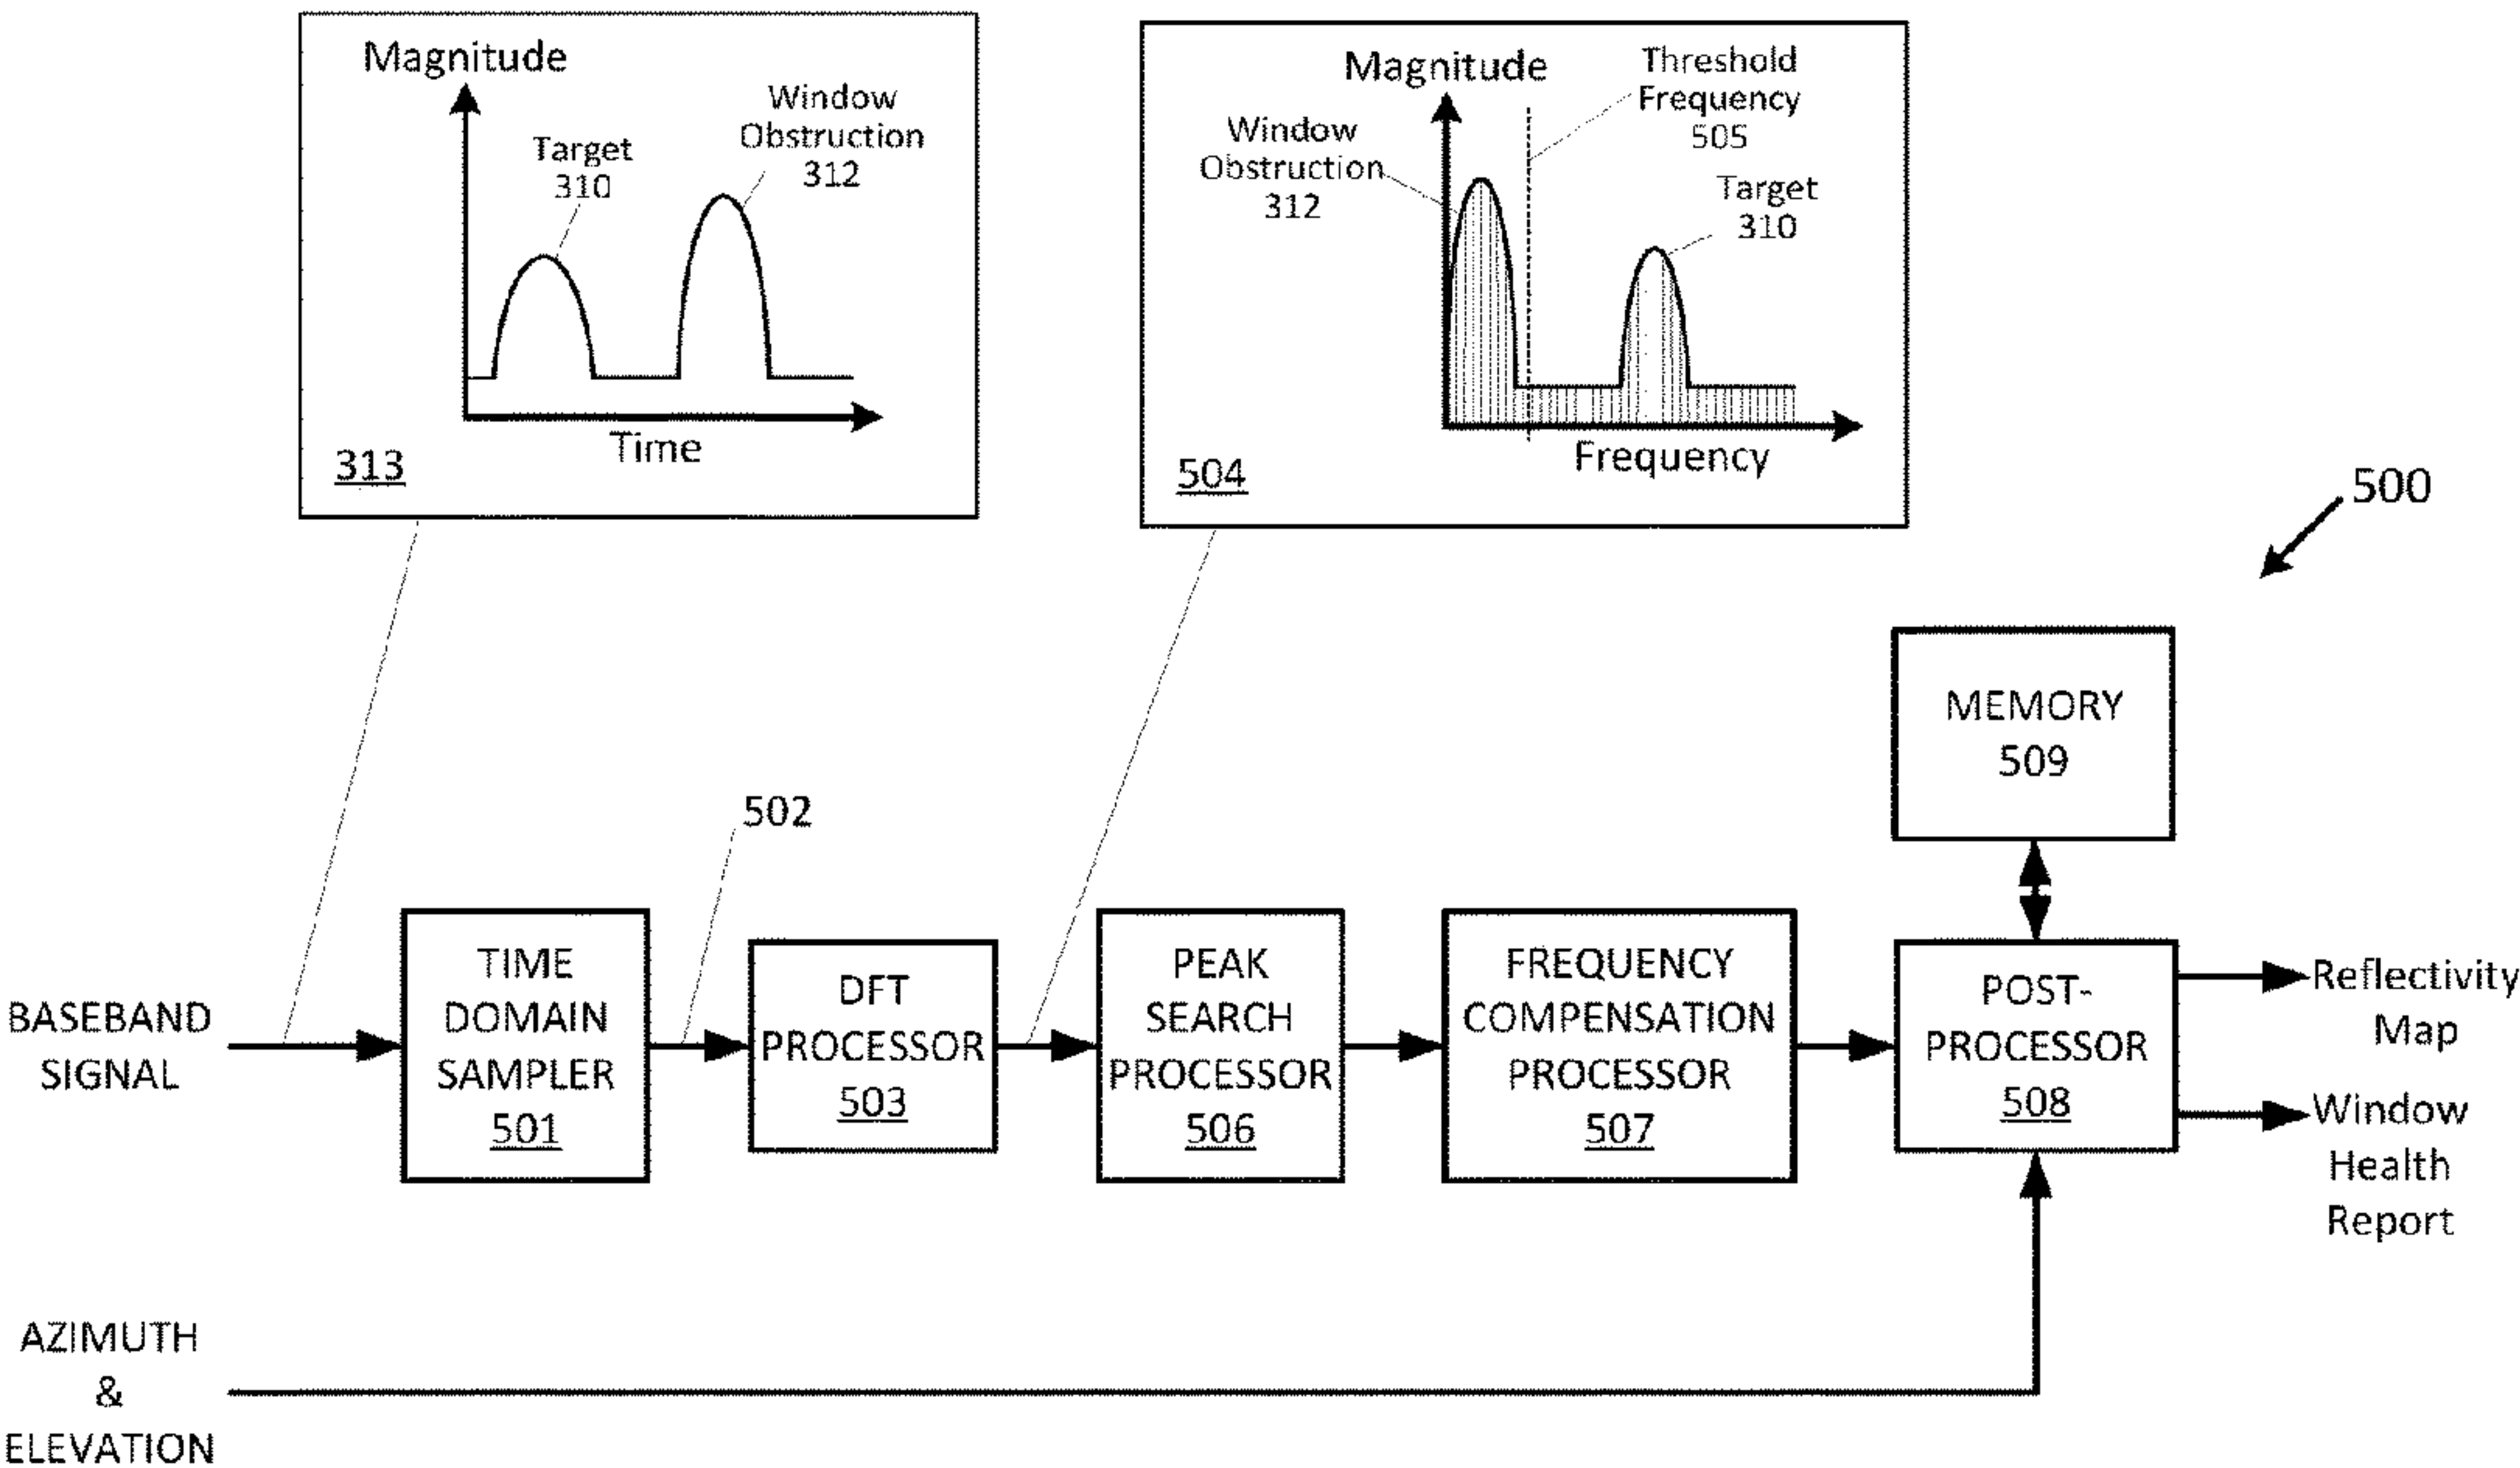 Magnitude
Target
310
Window
Obstruction
312
Time
313
Magnitude
Threshold
Frequency
505
Window
Obstruction
312
Target
310
Frequency
504
500
502
MEMORY
509
BASEBAND
SIGNAL
TIME
DOMAIN
SAMPLER
501
DFT
PROCESSOR
503
PEAK
SEARCH
PROCESSOR
506
FREQUENCY
COMPENSATION
PROCESSOR
507
POST-
PROCESSOR
508
Reflectivity
Map
Window
Health
Report
AZIMUTH
&
ELEVATION